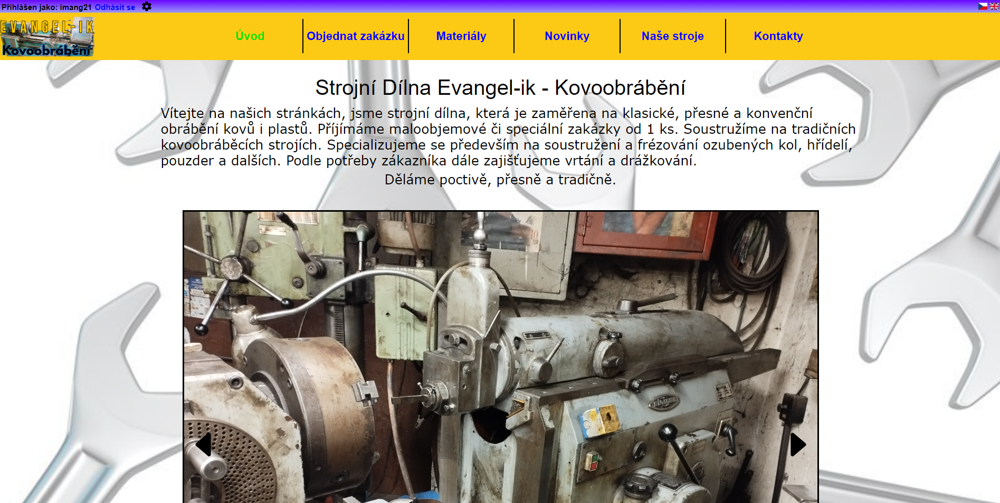 Přihlášen jako: imang21 Odhásit se
EVANGEL-IK
Kovoobrábění
Úvod
Objednat zakázku
Materiály
Novinky
Naše stroje
Kontakty
Strojní Dílna Evangel-ik - Kovoobrábění
Vítejte na našich stránkách, jsme strojní dílna, která je zaměřena na klasické, přesné a konvenční
obrábění kovů i plastů. Příjímáme maloobjemové či speciální zakázky od 1 ks. Soustružíme na tradičních
kovoobráběcích strojích. Specializujeme se především na soustružení a frézování ozubených kol, hřídelí,
pouzder a dalších. Podle potřeby zákazníka dále zajišťujeme vrtání a drážkování.
Děláme poctivě, přesně a tradičně.
10